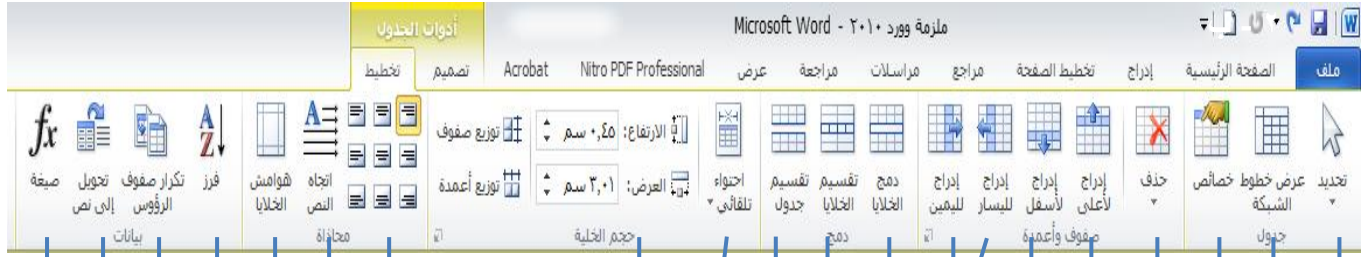 ملزمة وورد ٢٠١٠ - Microsoft Word
أدوات الجدول
ملف الصفحة الرئيسية إدراج تخطيط الصفحة مراجع مراسلات مراجعة عرض Nitro PDF Professional Acrobat تصميم تخطيط
تحديد
عرض خطوط الشبكة
خصائص
جدول
حذف
إدراج لأعلى
إدراج لأسفل
إدراج لليسار
إدراج لليمين
صفوف وأعمدة
دمج الخلايا
تقسيم الخلايا
تقسيم جدول
دمج
احتواء تلقائي
الارتفاع: ٠,٤٥ سم توزيع صفوف
العرض: ٣,٠١ سم توزيع أعمدة
حجم الخلية
اتجاه النص
هوامش الخلايا
محاذاة
فرز
تكرار صفوف الرؤوس
تحويل إلى نص
صيغة
بيانات